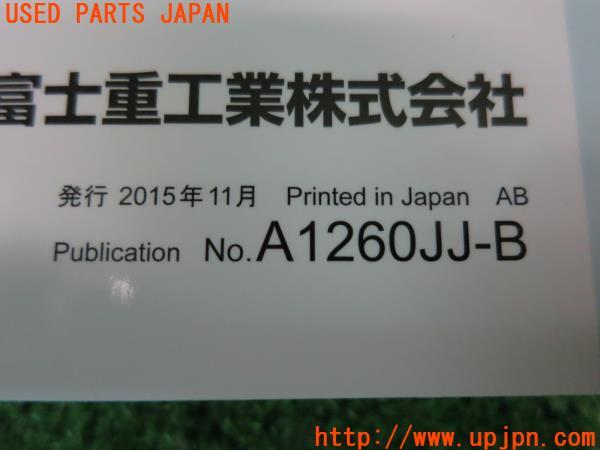 USED PARTS JAPAN
富士重工業株式会社
発行 2015年11月 Printed in Japan AB
Publication No.A1260JJ-B
http://www.upjpn.com/